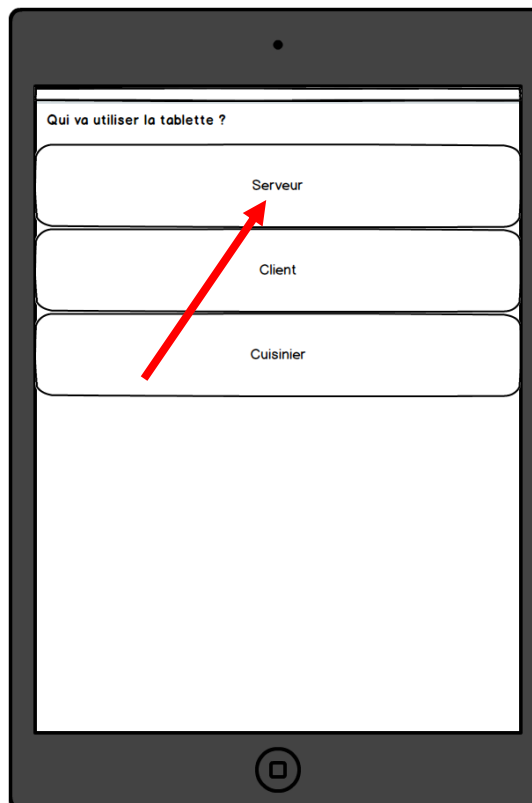 Qui va utiliser la tablette ?
Serveur
Client
Cuisinier